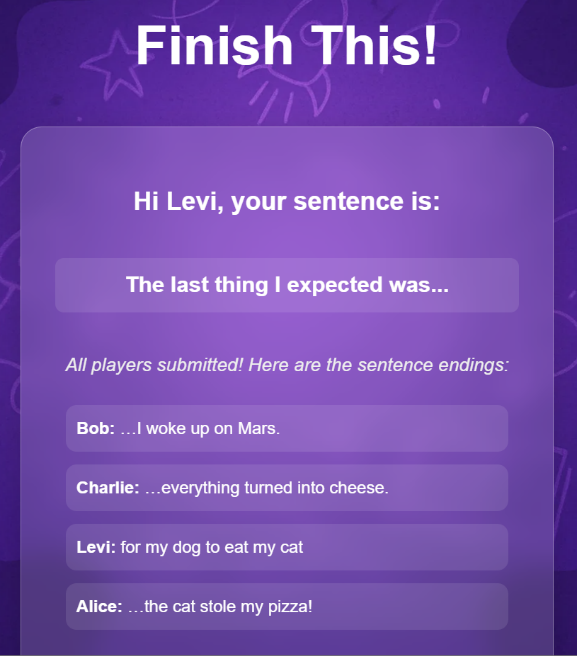 Finish This!
Hi Levi, your sentence is:
The last thing I expected was...
All players submitted! Here are the sentence endings:
Bob: …I woke up on Mars.
Charlie: …everything turned into cheese.
Levi: for my dog to eat my cat
Alice: …the cat stole my pizza!